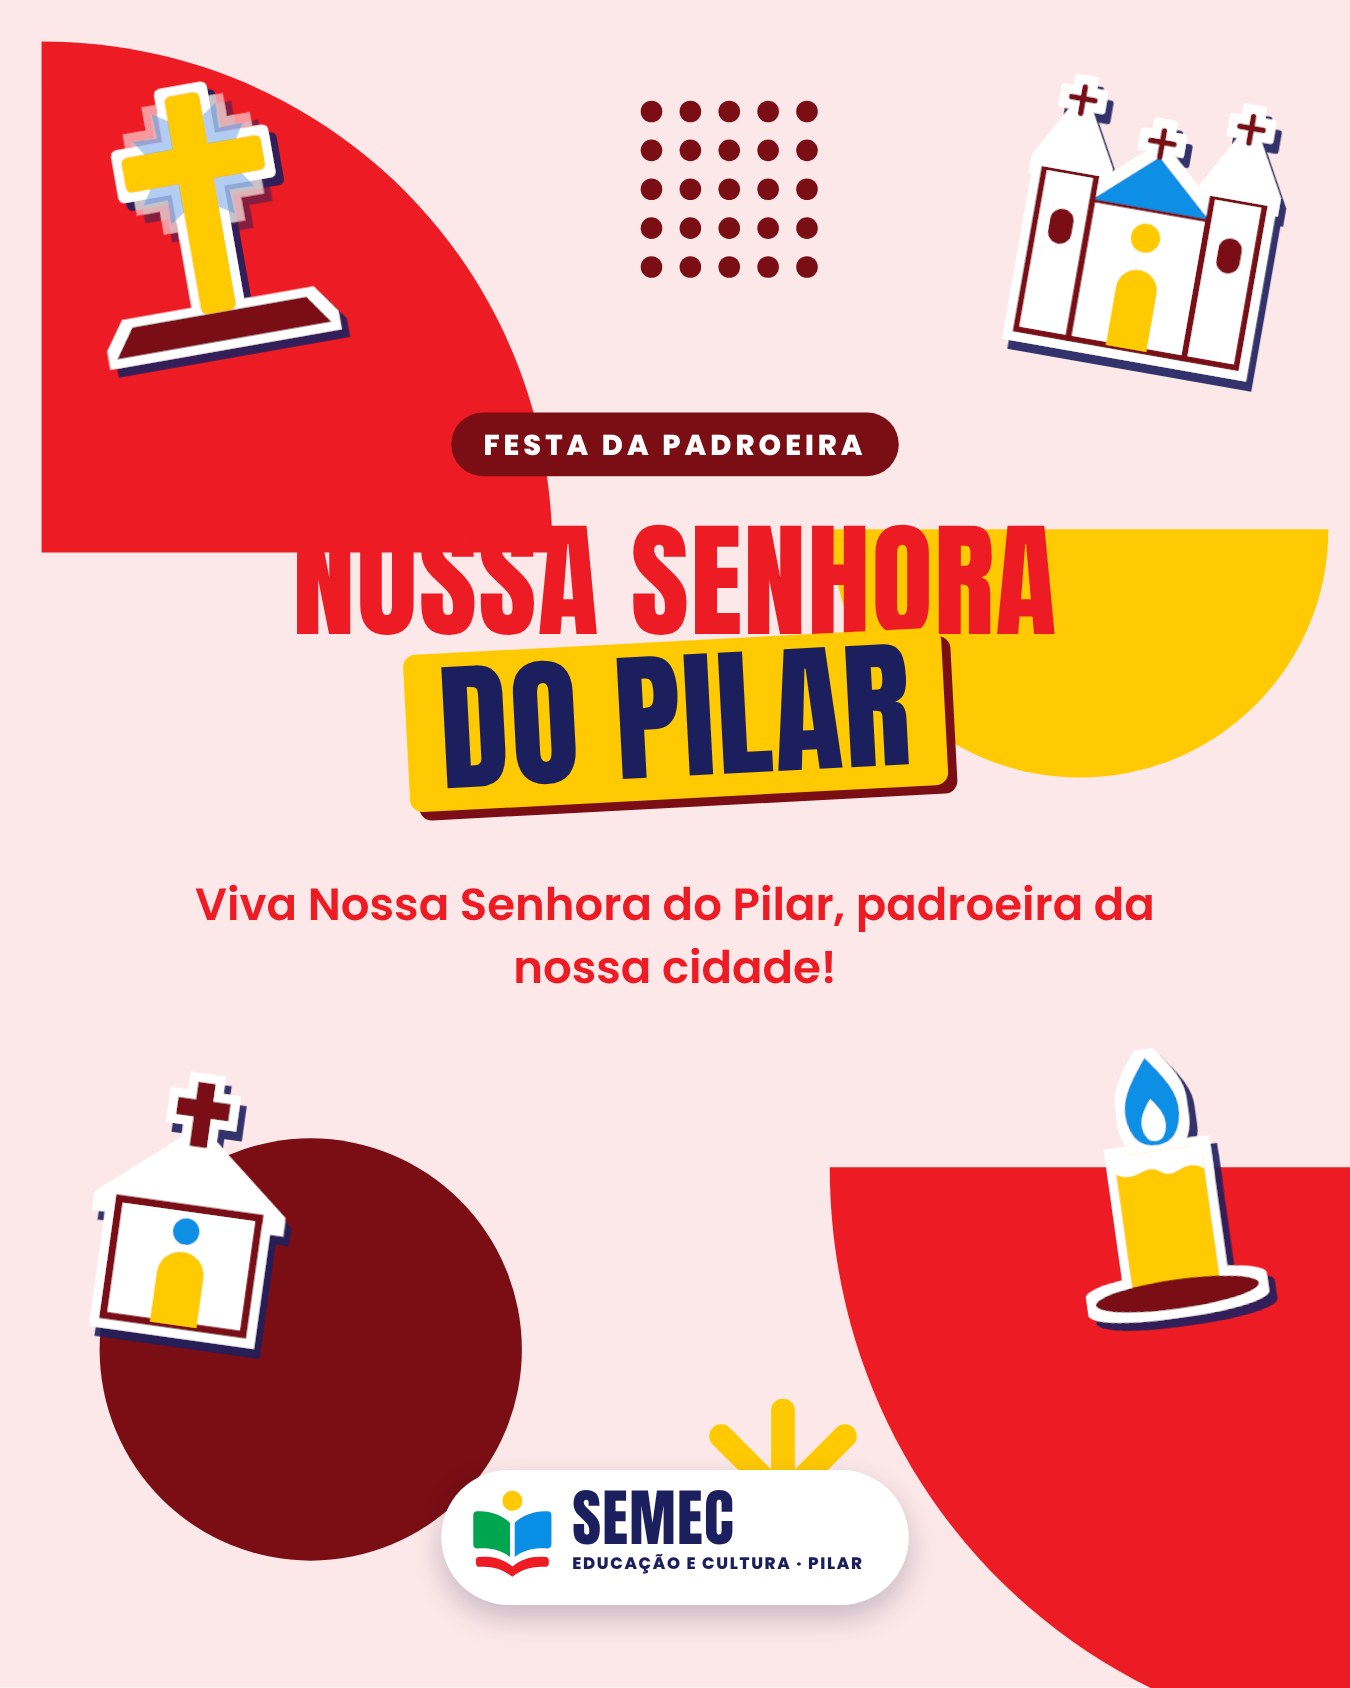 FESTA DA PADROEIRA
NOSSA SENHORA
DO PILAR
Viva Nossa Senhora do Pilar, padroeira da
nossa cidade!
SEMEC
EDUCAÇÃO E CULTURA · PILAR